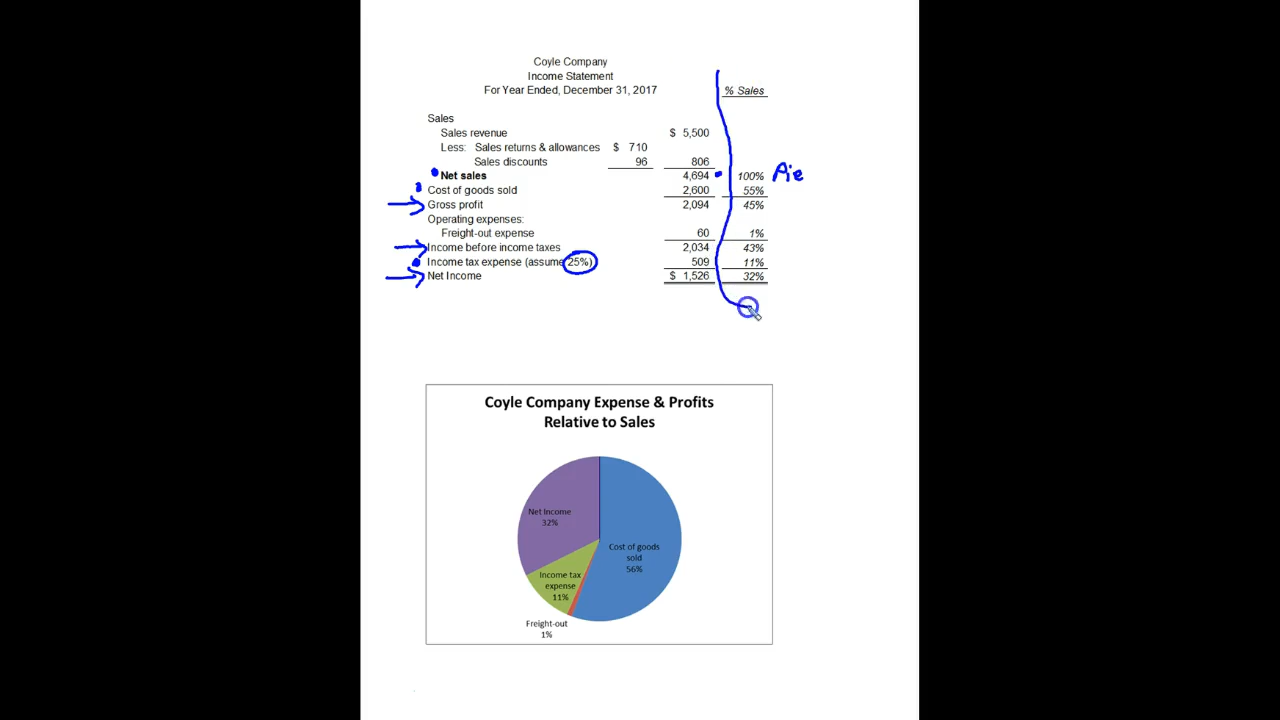 Coyle Company
Income Statement
For Year Ended, December 31, 2017
% Sales
Sales
Sales revenue $ 5,500
Less: Sales returns & allowances $ 710
Sales discounts 96 806
Net sales 4,694 100% Pie
Cost of goods sold 2,600 55%
Gross profit 2,094 45%
Operating expenses:
Freight-out expense 60 1%
Income before income taxes 2,034 43%
Income tax expense (assume 25%) 509 11%
Net Income $ 1,526 32%
Coyle Company Expense & Profits
Relative to Sales
Net Income
32%
Cost of goods
sold
56%
Income tax
expense
11%
Freight-out
1%